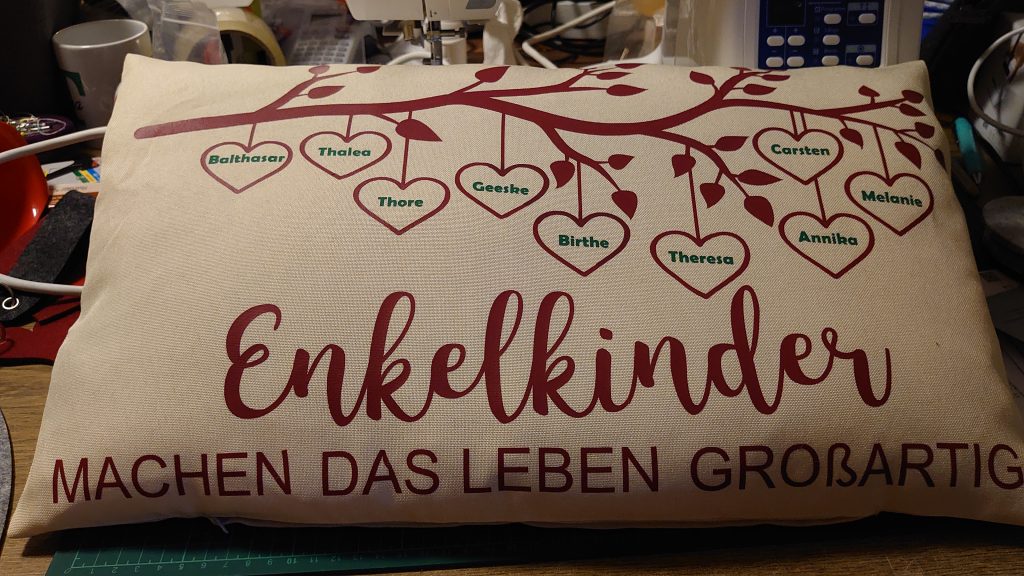 Balthasar
Thalea
Thore
Geeske
Birthe
Theresa
Carsten
Annika
Melanie
Enkelkinder
MACHEN DAS LEBEN GROßARTIG